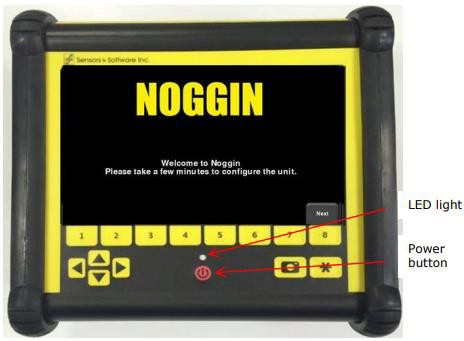 Sensors & Software Inc.
NOGGIN
Welcome to Noggin
Please take a few minutes to configure the unit.
Next
1 2 3 4 5 6 7 8
LED light
Power
button